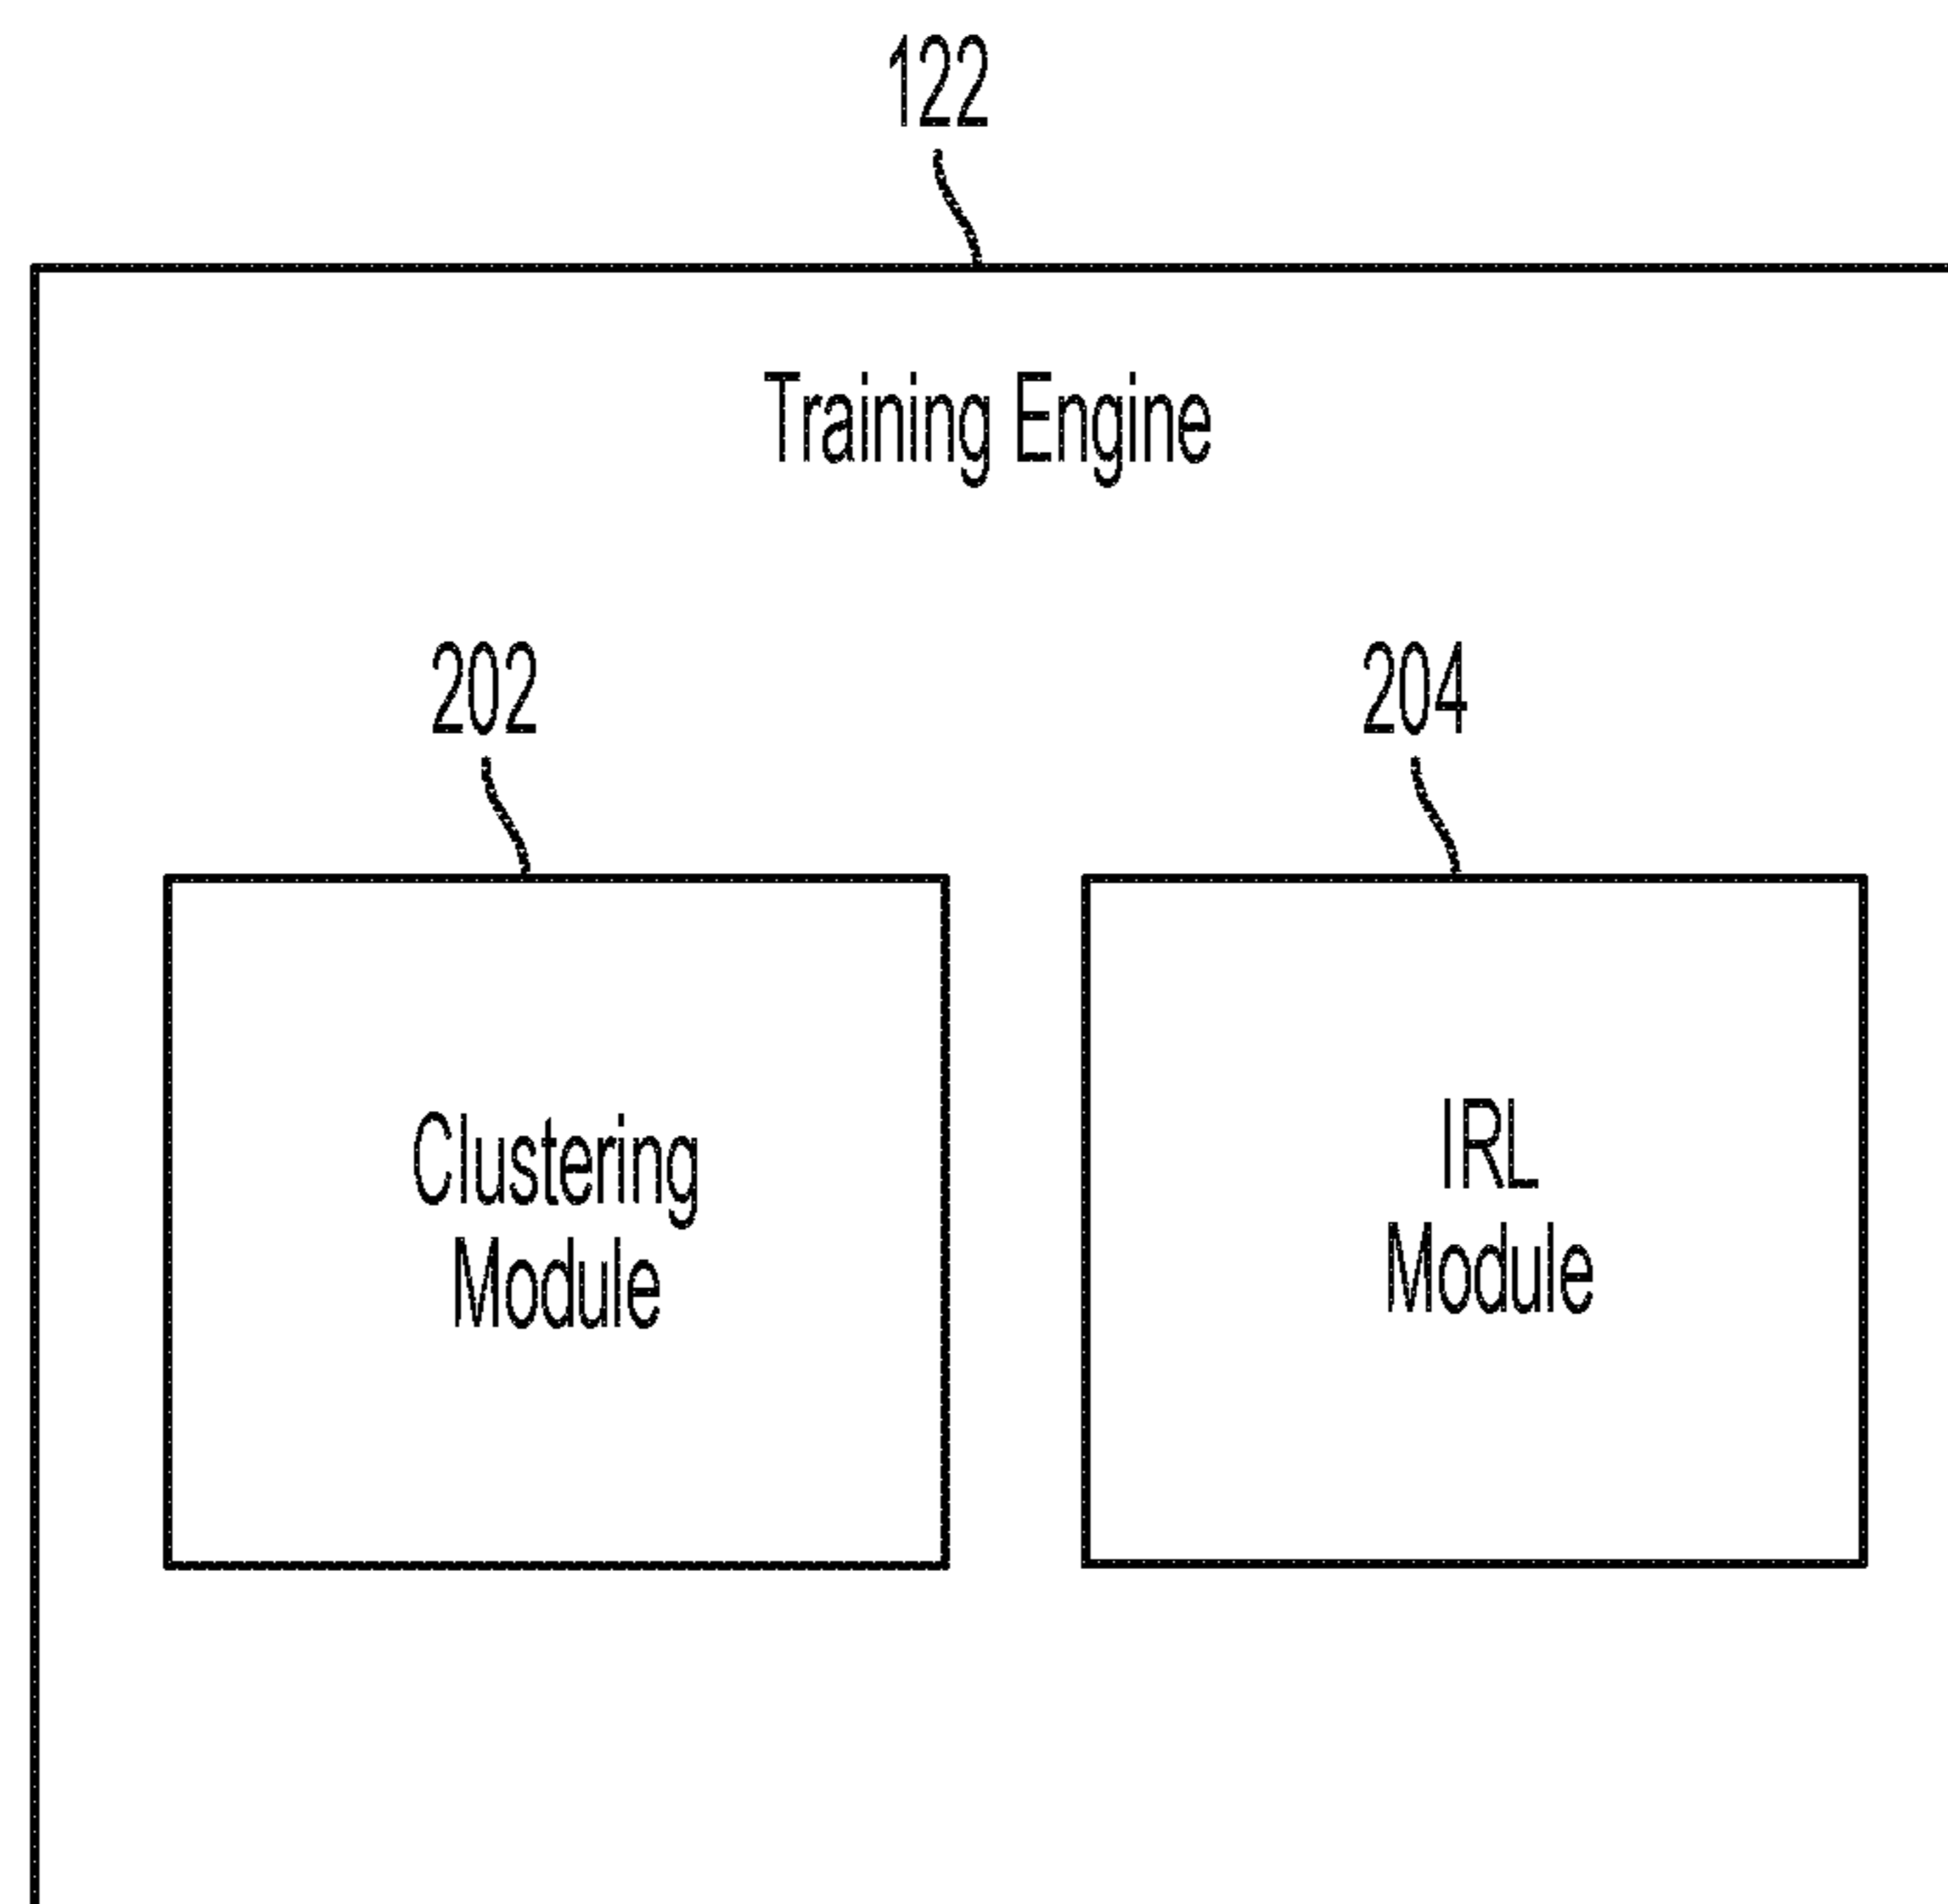 122
Training Engine
202
204
Clustering
Module
IRL
Module